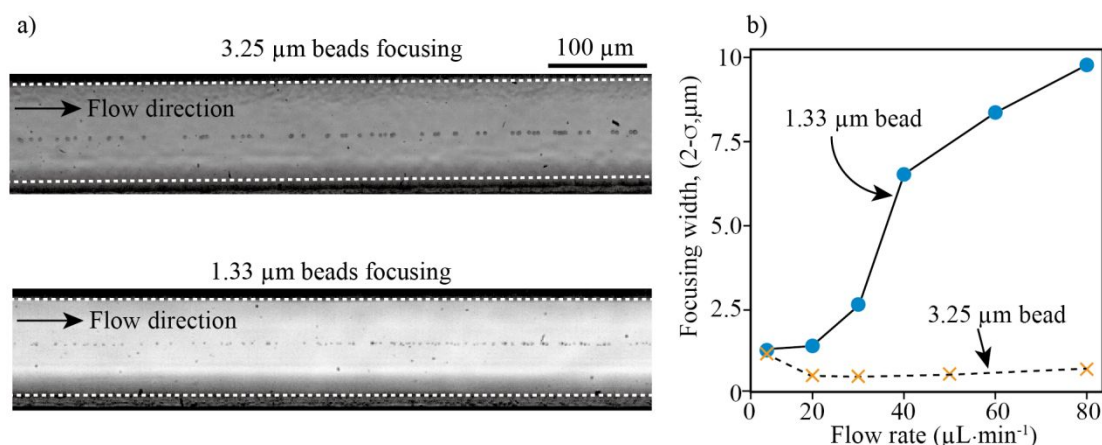 a)
3.25 µm beads focusing
100 µm
Flow direction
1.33 µm beads focusing
Flow direction
b)
Focusing width, (2-σ,µm)
10
7.5
5.0
2.5
0
1.33 µm bead
3.25 µm bead
0
20
40
60
80
Flow rate (µL·min⁻¹)